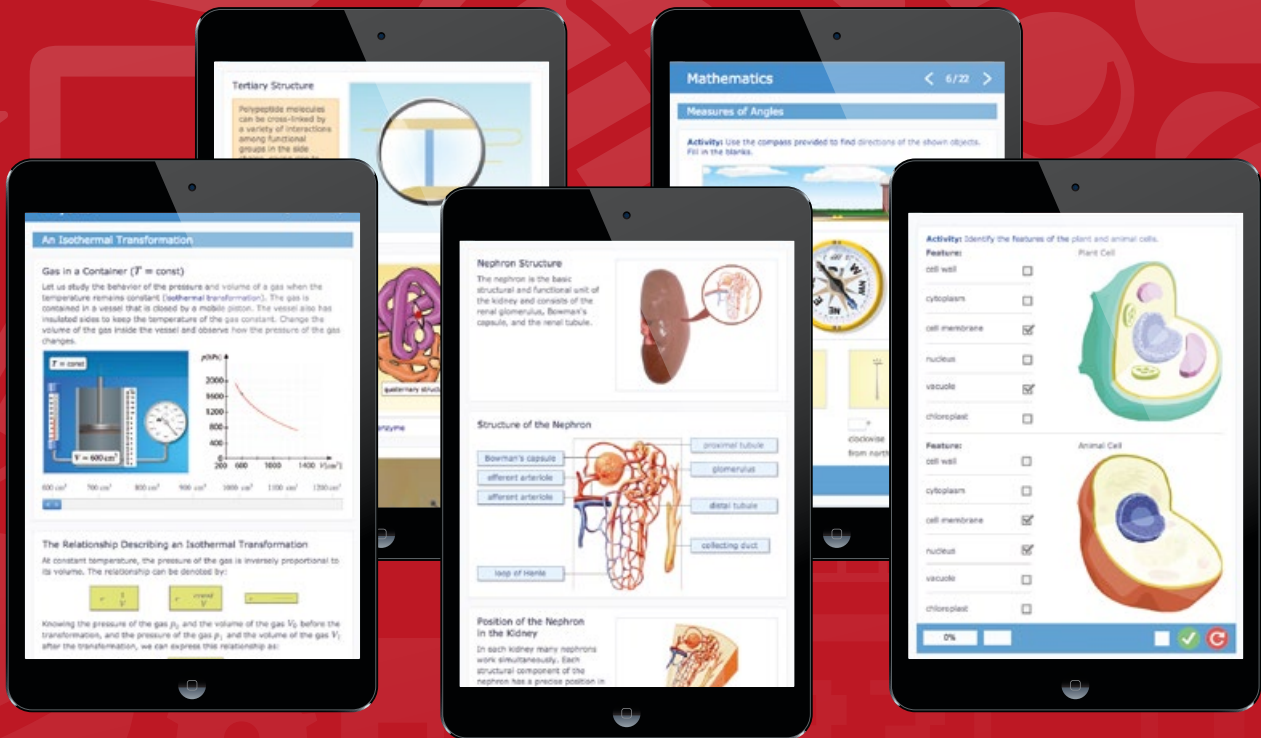 Tertiary Structure
Polypeptide molecules
can be cross-linked by
a variety of interactions
among functional
groups in the side
quaternary struct
enzyme
Mathematics
6/22
Measures of Angles
Activity: Use the compass provided to find directions of the shown objects.
Fill in the blanks.
W
NW
N
NE
clockwise
from north
An Isothermal Transformation
Gas in a Container (T = const)
Let us study the behavior of the pressure and volume of a gas when the
temperature remains constant (isothermal transformation). The gas is
contained in a vessel that is closed by a mobile piston. The vessel also has
insulated sides to keep the temperature of the gas constant. Change the
volume of the gas inside the vessel and observe how the pressure of the gas
changes.
T = const
V = 600 cm³
p(hPa)
2000
1600
1200
800
400
0
200 600 1000 1400 V[cm³]
600 cm³ 700 cm³ 800 cm³ 900 cm³ 1000 cm³ 1100 cm³ 1200 cm³
The Relationship Describing an Isothermal Transformation
At constant temperature, the pressure of the gas is inversely proportional to
its volume. The relationship can be denoted by:
1
V
const
V
Knowing the pressure of the gas p₀ and the volume of the gas V₀ before the
transformation, and the pressure of the gas p₁ and the volume of the gas V₁
after the transformation, we can express this relationship as:
Nephron Structure
The nephron is the basic
structural and functional unit of
the kidney and consists of the
renal glomerulus, Bowman's
capsule, and the renal tubule.
Structure of the Nephron
Bowman's capsule
efferent arteriole
afferent arteriole
loop of Henle
proximal tubule
glomerulus
distal tubule
collecting duct
Position of the Nephron
in the Kidney
In each kidney many nephrons
work simultaneously. Each
structural component of the
nephron has a precise position in
Activity: Identify the features of the plant and animal cells.
Feature:
Plant Cell
cell wall
cytoplasm
cell membrane
nucleus
vacuole
chloroplast
Feature:
Animal Cell
cell wall
cytoplasm
cell membrane
nucleus
vacuole
chloroplast
0%